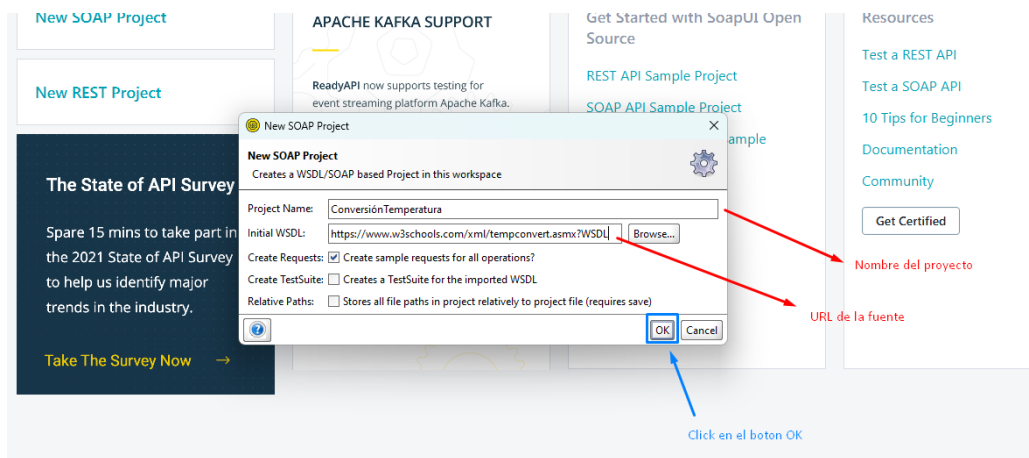 New SOAP Project
New REST Project
The State of API Survey
Spare 15 mins to take part in
the 2021 State of API Survey
to help us identify major
trends in the industry.
Take The Survey Now →
APACHE KAFKA SUPPORT
ReadyAPI now supports testing for
event streaming platform Apache Kafka.
Get Started with SoapUI Open
Source
REST API Sample Project
SOAP API Sample Project
ample
Resources
Test a REST API
Test a SOAP API
10 Tips for Beginners
Documentation
Community
Get Certified
New SOAP Project
New SOAP Project
Creates a WSDL/SOAP based Project in this workspace
Project Name: ConversiónTemperatura
Initial WSDL: https://www.w3schools.com/xml/tempconvert.asmx?WSDL Browse...
Create Requests: Create sample requests for all operations?
Create TestSuite: Creates a TestSuite for the imported WSDL
Relative Paths: Stores all file paths in project relatively to project file (requires save)
? OK Cancel
Nombre del proyecto
URL de la fuente
Click en el boton OK